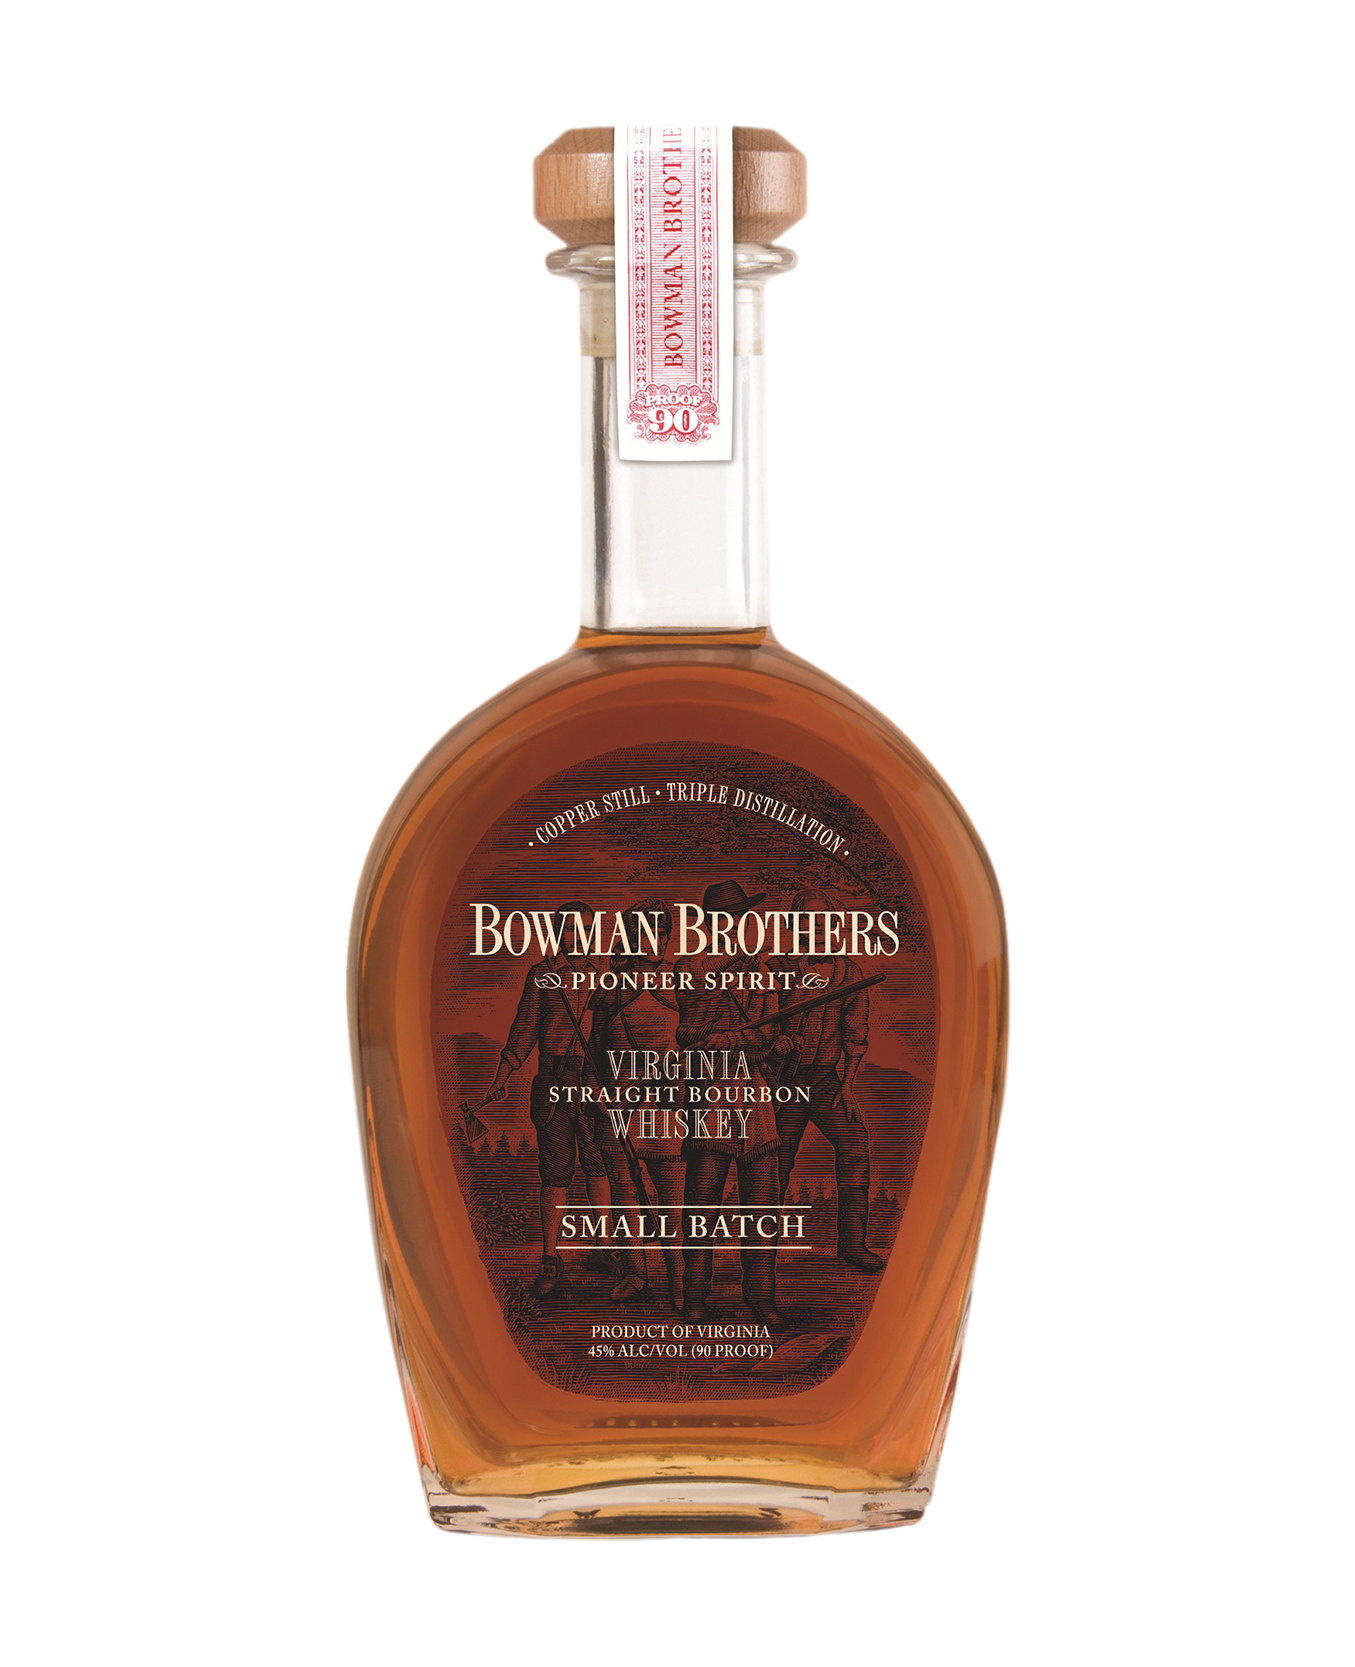 BOWMAN BROTHE
PROOF
90
• COPPER STILL • TRIPLE DISTILLATION •
BOWMAN BROTHERS
PIONEER SPIRIT
VIRGINIA
STRAIGHT BOURBON
WHISKEY
SMALL BATCH
PRODUCT OF VIRGINIA
45% ALC/VOL (90 PROOF)